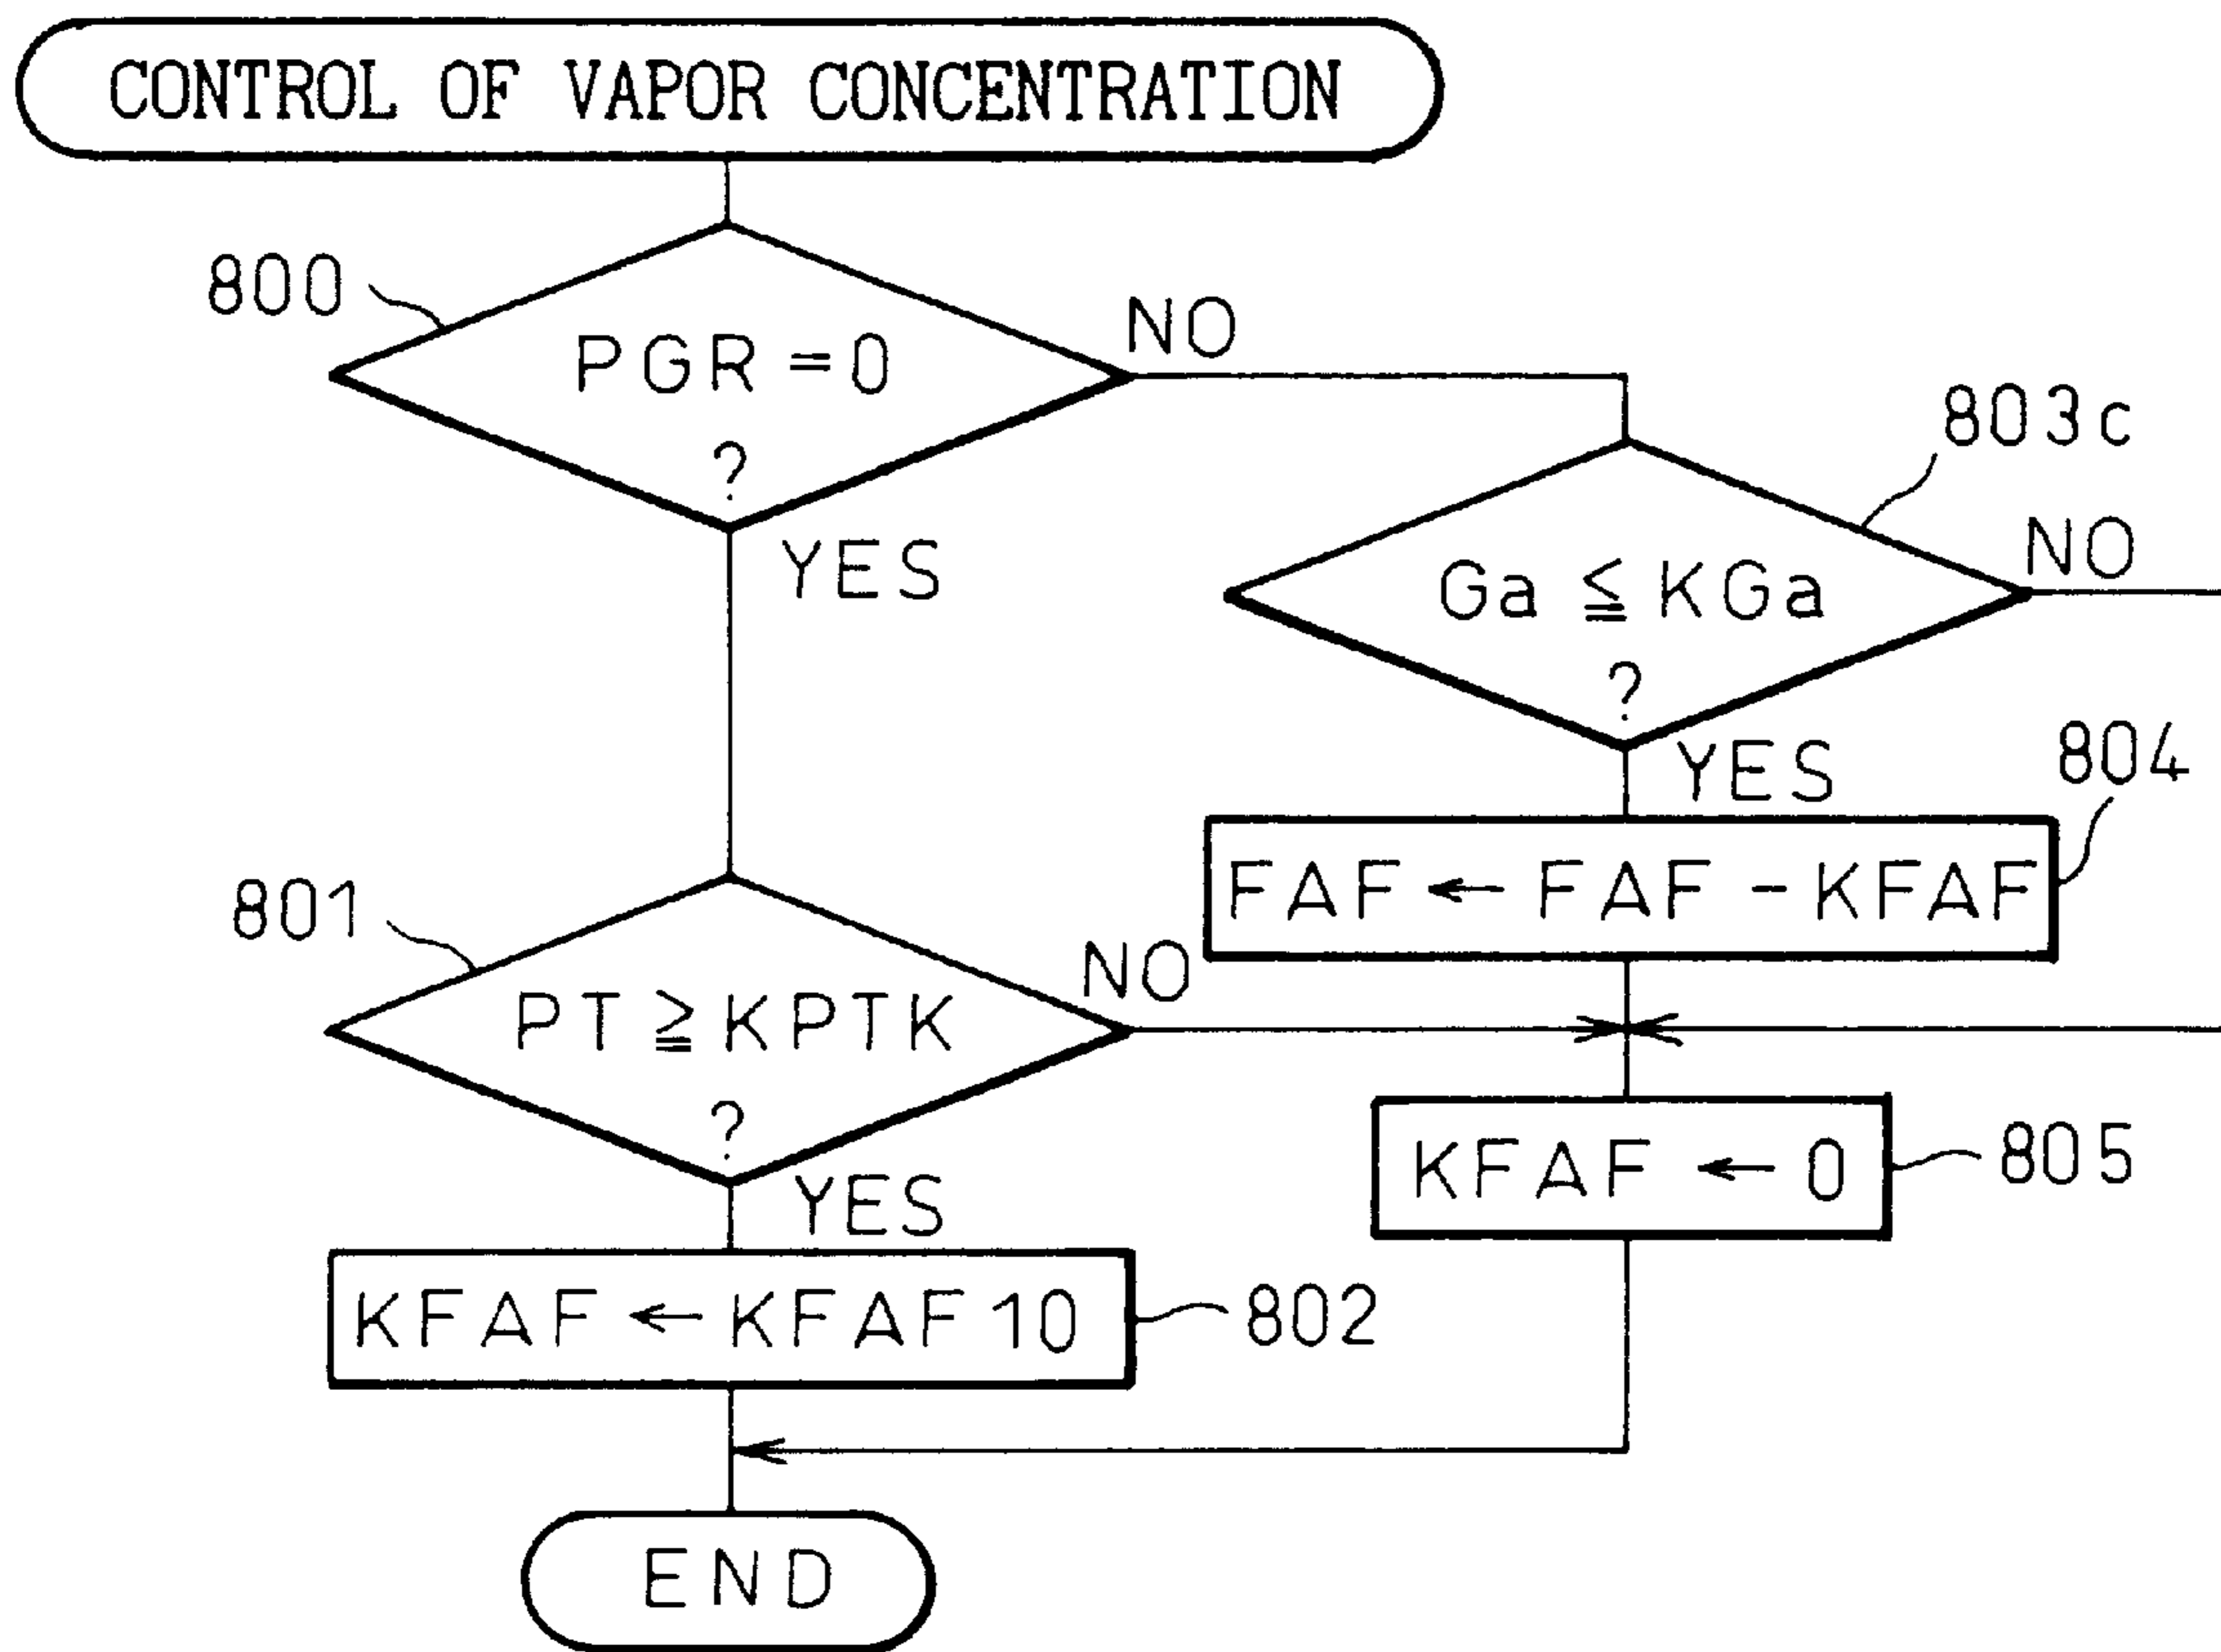 CONTROL OF VAPOR CONCENTRATION
800
PGR=0
?
NO
YES
803c
Ga ≦ KGa
?
NO
YES
804
FAF ← FAF - KFAF
801
PT ≧ KPTK
?
NO
YES
KFAF ← 0
805
KFAF ← KFAF10
802
END